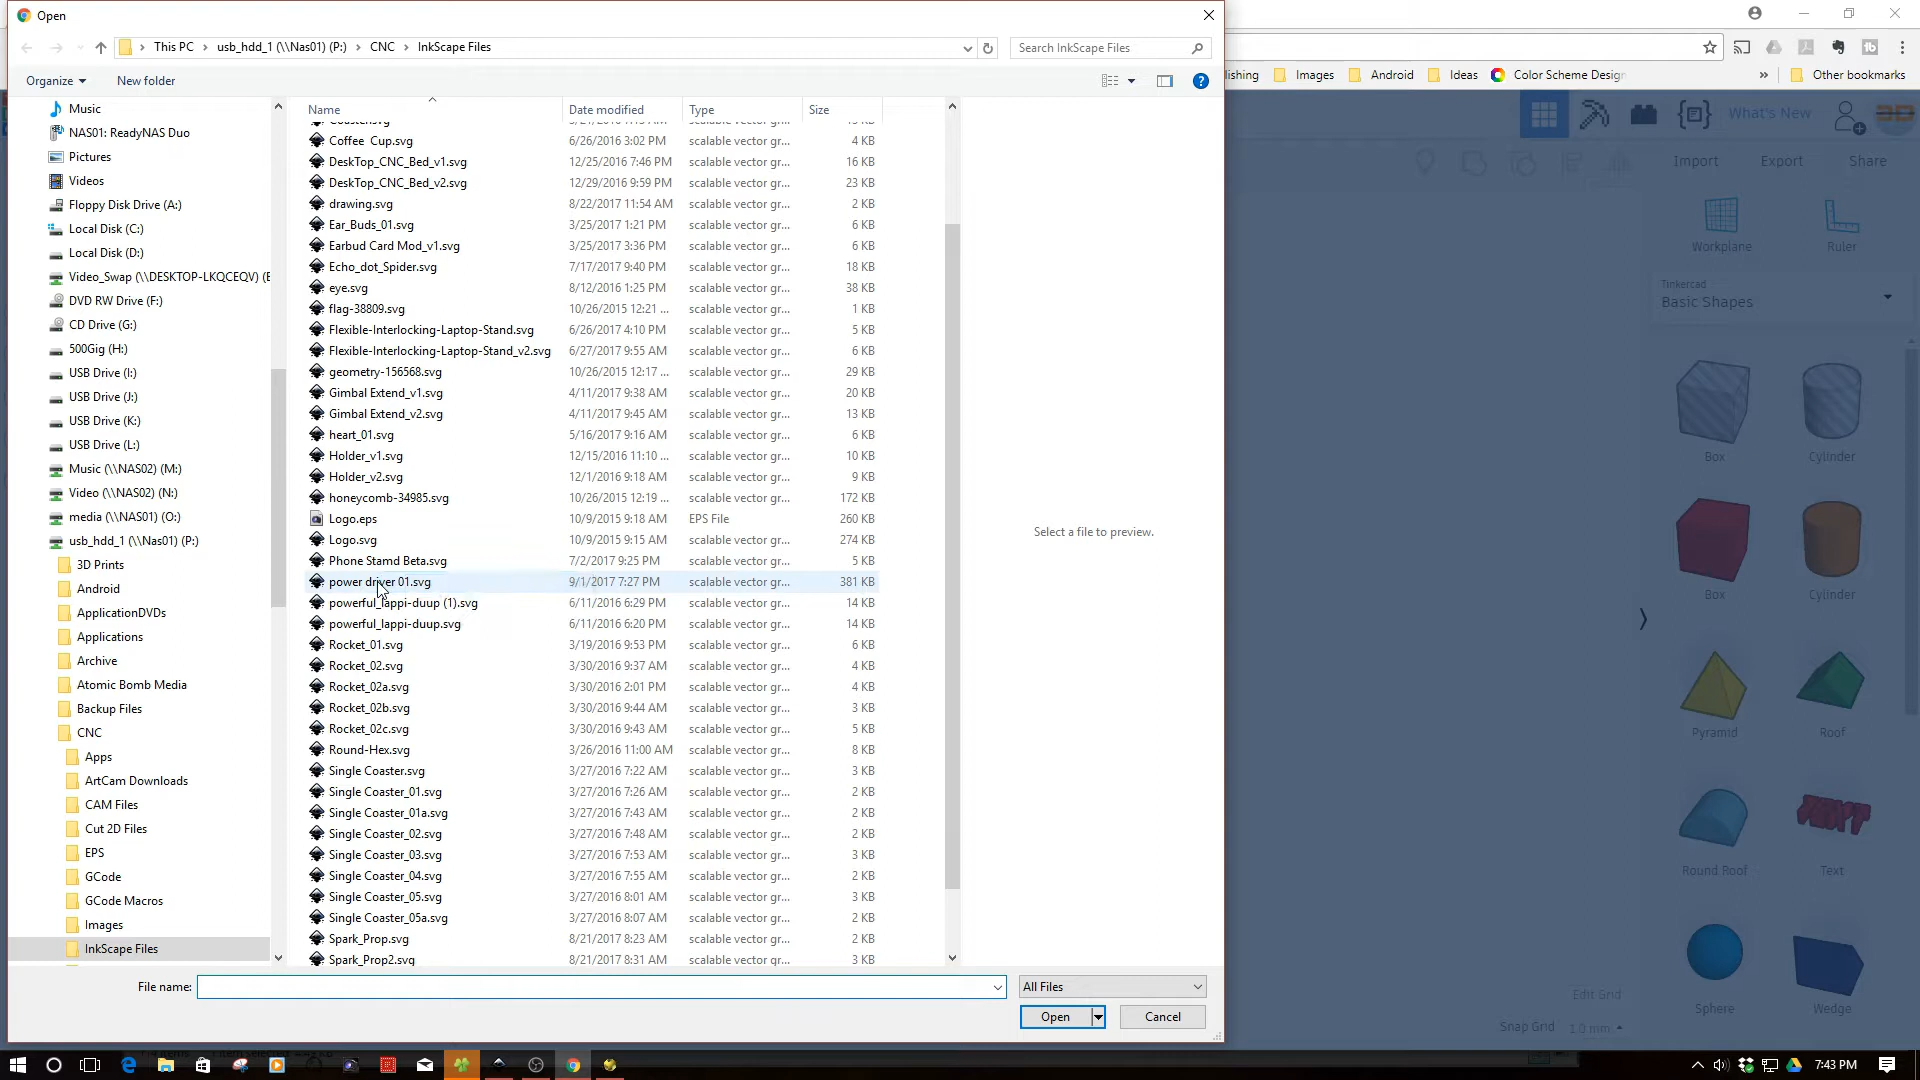 Open
This PC > usb_hdd_1 (\\Nas01) (P:) > CNC > InkScape Files
Search InkScape Files
Organize
New folder
Name Date modified Type Size
Music
NAS01: ReadyNAS Duo
Pictures
Videos
Floppy Disk Drive (A:)
Local Disk (C:)
Local Disk (D:)
Video_Swap (\\DESKTOP-LKQCEQV) (E
DVD RW Drive (F:)
CD Drive (G:)
500Gig (H:)
USB Drive (I:)
USB Drive (J:)
USB Drive (K:)
USB Drive (L:)
Music (\\NAS02) (M:)
Video (\\NAS02) (N:)
media (\\NAS01) (O:)
usb_hdd_1 (\\Nas01) (P:)
3D Prints
Android
ApplicationDVDs
Applications
Archive
Atomic Bomb Media
Backup Files
CNC
Apps
ArtCam Downloads
CAM Files
Cut 2D Files
EPS
GCode
GCode Macros
Images
InkScape Files
Coffee  Cup.svg 6/26/2016 3:02 PM scalable vector gr... 4 KB
DeskTop_CNC_Bed_v1.svg 12/25/2016 7:46 PM scalable vector gr... 16 KB
DeskTop_CNC_Bed_v2.svg 12/29/2016 9:59 PM scalable vector gr... 23 KB
drawing.svg 8/22/2017 11:54 AM scalable vector gr... 2 KB
Ear_Buds_01.svg 3/25/2017 1:21 PM scalable vector gr... 6 KB
Earbud Card Mod_v1.svg 3/25/2017 3:36 PM scalable vector gr... 6 KB
Echo_dot_Spider.svg 7/17/2017 9:40 PM scalable vector gr... 18 KB
eye.svg 8/12/2016 1:25 PM scalable vector gr... 38 KB
flag-38809.svg 10/26/2015 12:21 ... scalable vector gr... 1 KB
Flexible-Interlocking-Laptop-Stand.svg 6/26/2017 4:10 PM scalable vector gr... 5 KB
Flexible-Interlocking-Laptop-Stand_v2.svg 6/27/2017 9:55 AM scalable vector gr... 6 KB
geometry-156568.svg 10/26/2015 12:17 ... scalable vector gr... 29 KB
Gimbal Extend_v1.svg 4/11/2017 9:38 AM scalable vector gr... 20 KB
Gimbal Extend_v2.svg 4/11/2017 9:45 AM scalable vector gr... 13 KB
heart_01.svg 5/16/2017 9:16 AM scalable vector gr... 6 KB
Holder_v1.svg 12/15/2016 11:10 ... scalable vector gr... 10 KB
Holder_v2.svg 12/1/2016 9:18 AM scalable vector gr... 9 KB
honeycomb-34985.svg 10/26/2015 12:19 ... scalable vector gr... 172 KB
Logo.eps 10/9/2015 9:18 AM EPS File 260 KB
Logo.svg 10/9/2015 9:15 AM scalable vector gr... 274 KB
Phone Stamd Beta.svg 7/2/2017 9:25 PM scalable vector gr... 5 KB
power driver 01.svg 9/1/2017 7:27 PM scalable vector gr... 381 KB
powerful_lappi-duup (1).svg 6/11/2016 6:29 PM scalable vector gr... 14 KB
powerful_lappi-duup.svg 6/11/2016 6:20 PM scalable vector gr... 14 KB
Rocket_01.svg 3/19/2016 9:53 PM scalable vector gr... 6 KB
Rocket_02.svg 3/30/2016 9:37 AM scalable vector gr... 4 KB
Rocket_02a.svg 3/30/2016 2:01 PM scalable vector gr... 4 KB
Rocket_02b.svg 3/30/2016 9:44 AM scalable vector gr... 3 KB
Rocket_02c.svg 3/30/2016 9:43 AM scalable vector gr... 5 KB
Round-Hex.svg 3/26/2016 11:00 AM scalable vector gr... 8 KB
Single Coaster.svg 3/27/2016 7:22 AM scalable vector gr... 3 KB
Single Coaster_01.svg 3/27/2016 7:26 AM scalable vector gr... 2 KB
Single Coaster_01a.svg 3/27/2016 7:43 AM scalable vector gr... 2 KB
Single Coaster_02.svg 3/27/2016 7:48 AM scalable vector gr... 2 KB
Single Coaster_03.svg 3/27/2016 7:53 AM scalable vector gr... 3 KB
Single Coaster_04.svg 3/27/2016 7:55 AM scalable vector gr... 2 KB
Single Coaster_05.svg 3/27/2016 8:01 AM scalable vector gr... 3 KB
Single Coaster_05a.svg 3/27/2016 8:07 AM scalable vector gr... 2 KB
Spark_Prop.svg 8/21/2017 8:23 AM scalable vector gr... 2 KB
Spark_Prop2.svg 8/21/2017 8:31 AM scalable vector gr... 3 KB
Select a file to preview.
File name:
All Files
Open
Cancel
lishing Images Android Ideas Color Scheme Design » Other bookmarks
What's New
Import Export Share
Workplane Ruler
Tinkercad
Basic Shapes
Box Cylinder
Box Cylinder
Pyramid Roof
Round Roof Text
Sphere Wedge
Edit Grid
Snap Grid 1.0 mm
7:43 PM